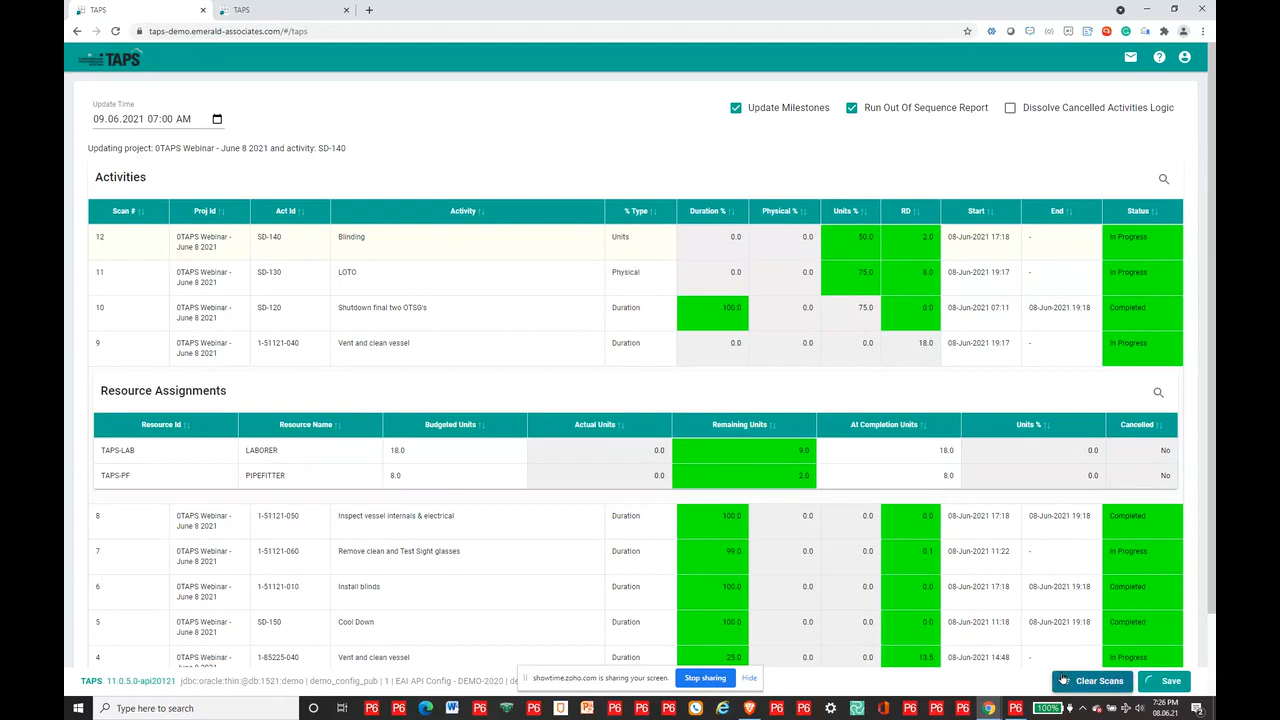 TAPS
TAPS
taps-demo.emerald-associates.com/#/taps
TAPS
Update Time
09.06.2021 07:00 AM
Update Milestones
Run Out Of Sequence Report
Dissolve Cancelled Activities Logic
Updating project: 0TAPS Webinar - June 8 2021 and activity: SD-140
Activities
Scan # Proj Id Act Id Activity % Type Duration % Physical % Units % RD Start End Status
12 0TAPS Webinar - SD-140 Blinding Units 0.0 0.0 50.0 2.0 08-Jun-2021 17:18 - In Progress
June 8 2021
11 0TAPS Webinar - SD-130 LOTO Physical 0.0 0.0 75.0 8.0 08-Jun-2021 19:17 - In Progress
June 8 2021
10 0TAPS Webinar - SD-120 Shutdown final two OTSG's Duration 100.0 0.0 75.0 0.0 08-Jun-2021 07:11 08-Jun-2021 19:18 Completed
June 8 2021
9 0TAPS Webinar - 1-51121-040 Vent and clean vessel Duration 0.0 0.0 0.0 18.0 08-Jun-2021 19:17 - In Progress
June 8 2021
Resource Assignments
Resource Id Resource Name Budgeted Units Actual Units Remaining Units At Completion Units Units % Cancelled
TAPS-LAB LABORER 18.0 0.0 9.0 18.0 0.0 No
TAPS-PF PIPEFITTER 8.0 0.0 2.0 8.0 0.0 No
8 0TAPS Webinar - 1-51121-050 Inspect vessel internals & electrical Duration 100.0 0.0 0.0 0.0 08-Jun-2021 17:18 08-Jun-2021 19:18 Completed
June 8 2021
7 0TAPS Webinar - 1-51121-060 Remove clean and Test Sight glasses Duration 99.0 0.0 0.0 0.1 08-Jun-2021 11:22 - In Progress
June 8 2021
6 0TAPS Webinar - 1-51121-010 Install blinds Duration 100.0 0.0 0.0 0.0 08-Jun-2021 17:18 08-Jun-2021 19:18 Completed
June 8 2021
5 0TAPS Webinar - SD-150 Cool Down Duration 100.0 0.0 0.0 0.0 08-Jun-2021 11:18 08-Jun-2021 19:18 Completed
June 8 2021
4 0TAPS Webinar - 1-85225-040 Vent and clean vessel Duration 25.0 0.0 0.0 13.5 08-Jun-2021 14:48 - In Progress
TAPS 11.0.5.0-api20121 jdbc:oracle:thin:@db:1521:demo | demo_config_pub | 1 | EAI API Config - DEMO-2020 | de
showtime.zoho.com is sharing your screen. Stop sharing Hide
Clear Scans Save
Type here to search
100%
7:26 PM
08.06.21